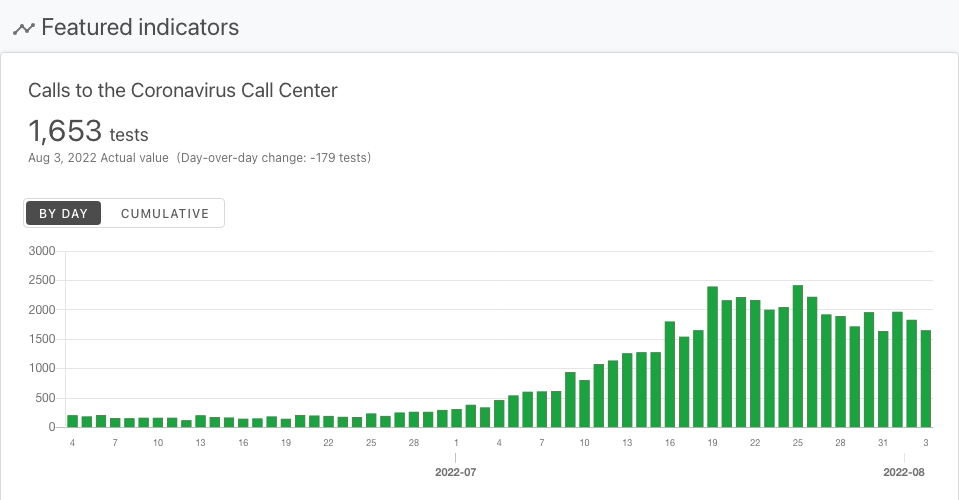 Featured indicators
Calls to the Coronavirus Call Center
1,653 tests
Aug 3, 2022 Actual value (Day-over-day change: -179 tests)
BY DAY CUMULATIVE
3000
2500
2000
1500
1000
500
0
4 7 10 13 16 19 22 25 28 1 4 7 10 13 16 19 22 25 28 31 3
2022-07 2022-08